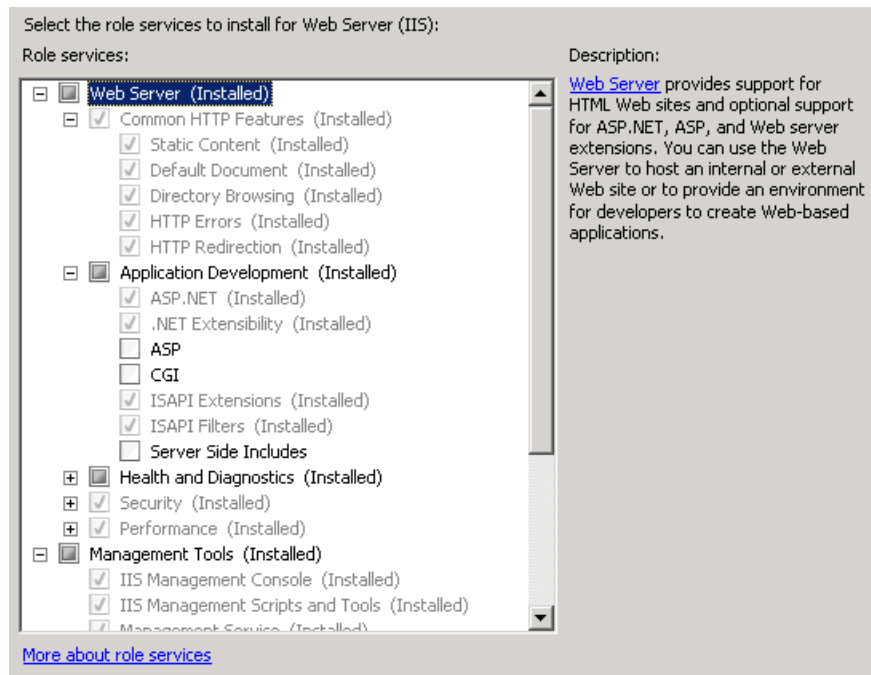 Select the role services to install for Web Server (IIS):
Role services:
Web Server (Installed)
Common HTTP Features (Installed)
Static Content (Installed)
Default Document (Installed)
Directory Browsing (Installed)
HTTP Errors (Installed)
HTTP Redirection (Installed)
Application Development (Installed)
ASP.NET (Installed)
.NET Extensibility (Installed)
ASP
CGI
ISAPI Extensions (Installed)
ISAPI Filters (Installed)
Server Side Includes
Health and Diagnostics (Installed)
Security (Installed)
Performance (Installed)
Management Tools (Installed)
IIS Management Console (Installed)
IIS Management Scripts and Tools (Installed)
Management Service (Installed)
More about role services
Description:
Web Server provides support for
HTML Web sites and optional support
for ASP.NET, ASP, and Web server
extensions. You can use the Web
Server to host an internal or external
Web site or to provide an environment
for developers to create Web-based
applications.